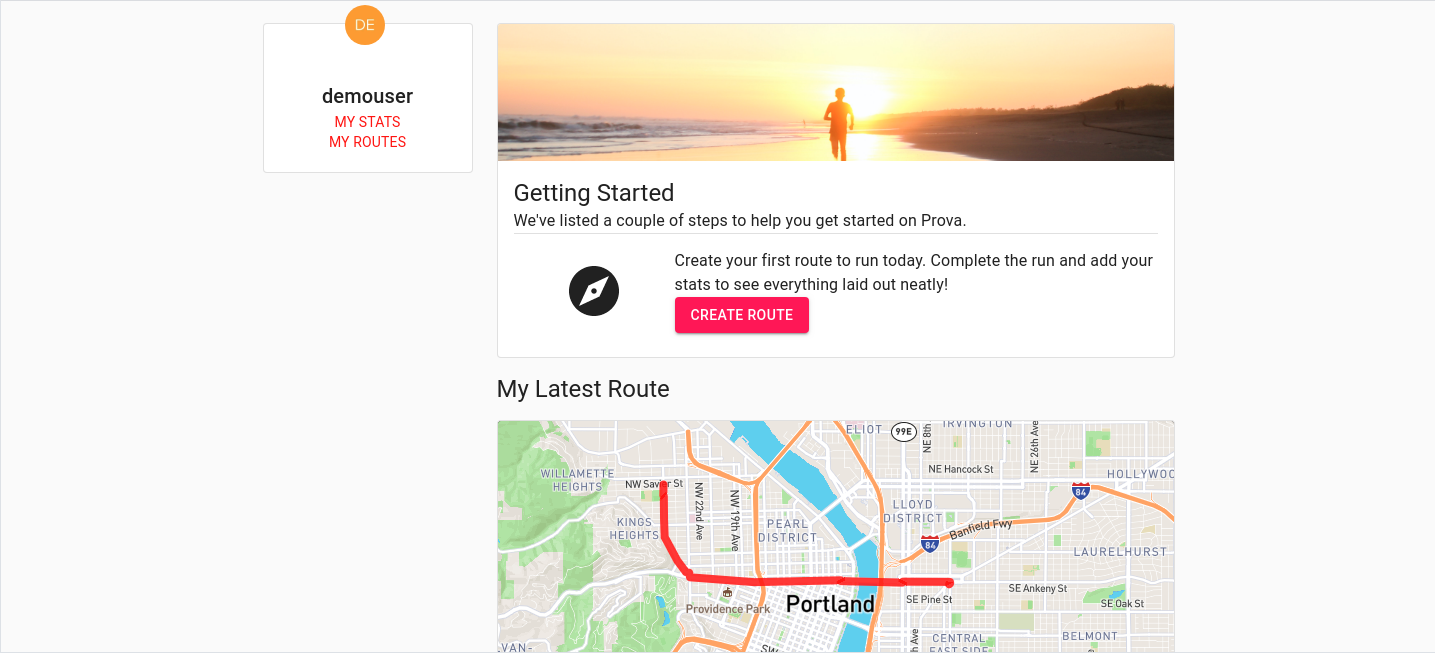 DE
demouser
MY STATS
MY ROUTES
Getting Started
We've listed a couple of steps to help you get started on Prova.
Create your first route to run today. Complete the run and add your
stats to see everything laid out neatly!
CREATE ROUTE
My Latest Route
ELIOT
99E
NE 8th
IRVINGTON
NE 26th Ave
NE Hancock St
HOLLYWOO
WILLAMETTE
HEIGHTS
NW Savier St
84
NW 22nd Ave
NW 19th Ave
LLOYD
DISTRICT
KINGS
HEIGHTS
PEARL
DISTRICT
Banfield Fwy
84
LAURELHURST
SE Ankeny St
SE Pine St
SE Oak St
Providence Park
Portland
CENTRAL
EAST SIDE
BELMONT
VAN-
SW
Ave